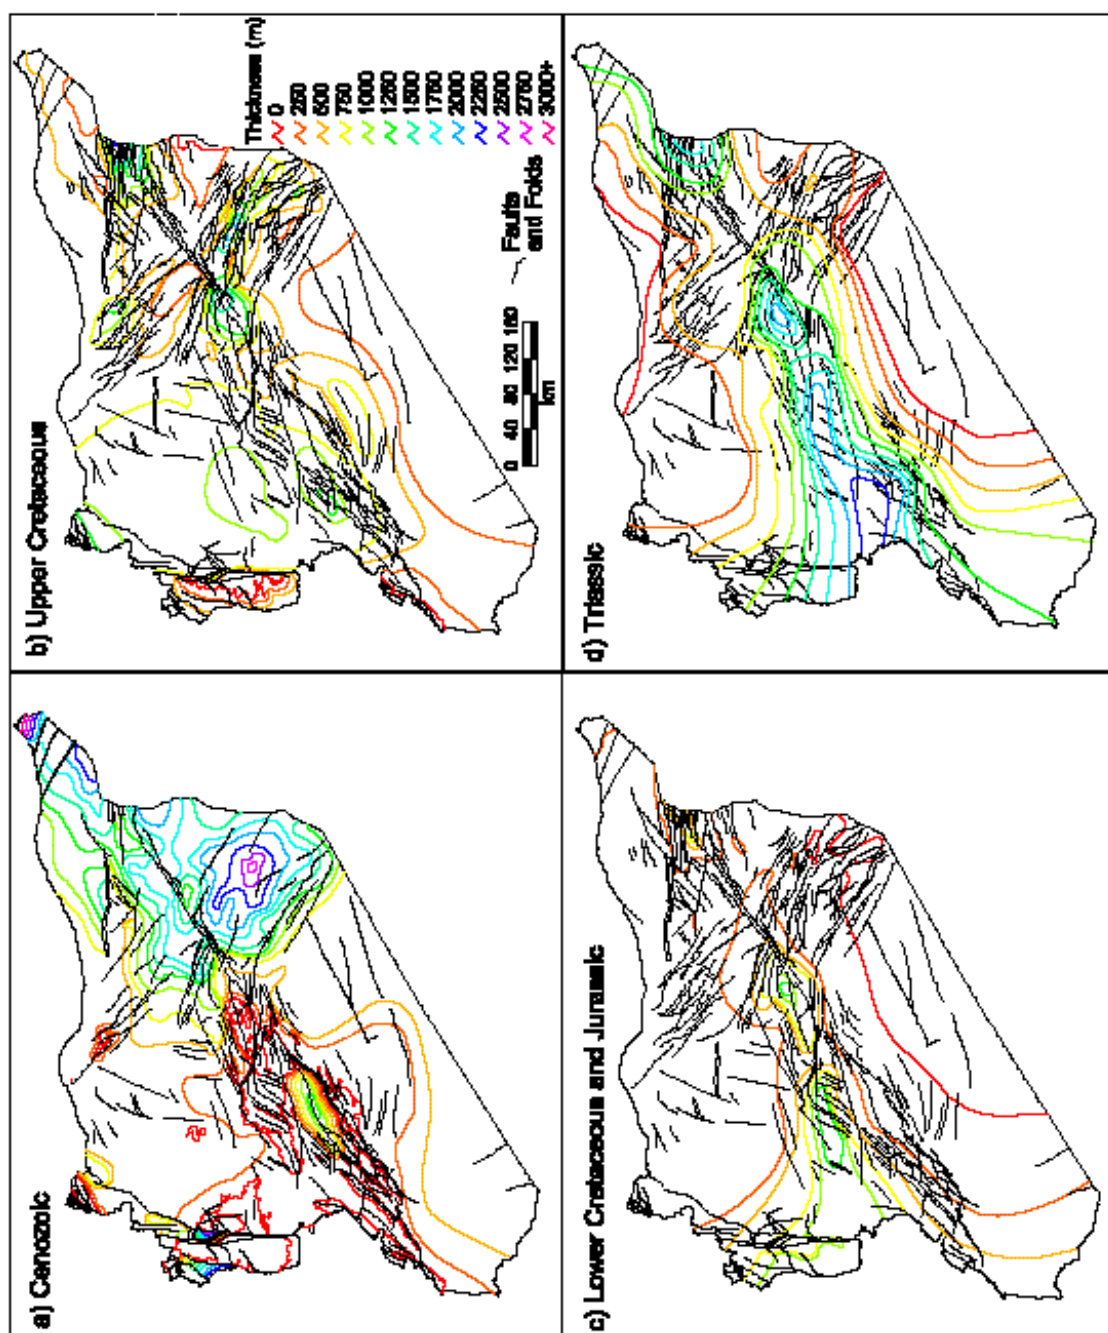 a) Cenozoic
b) Upper Cretaceous
Thickness (m)
0
250
500
750
1000
1250
1500
1750
2000
2250
2500
2750
3000+
Faults
and Folds
0 40 80 120 160
km
c) Lower Cretaceous and Jurassic
d) Triassic